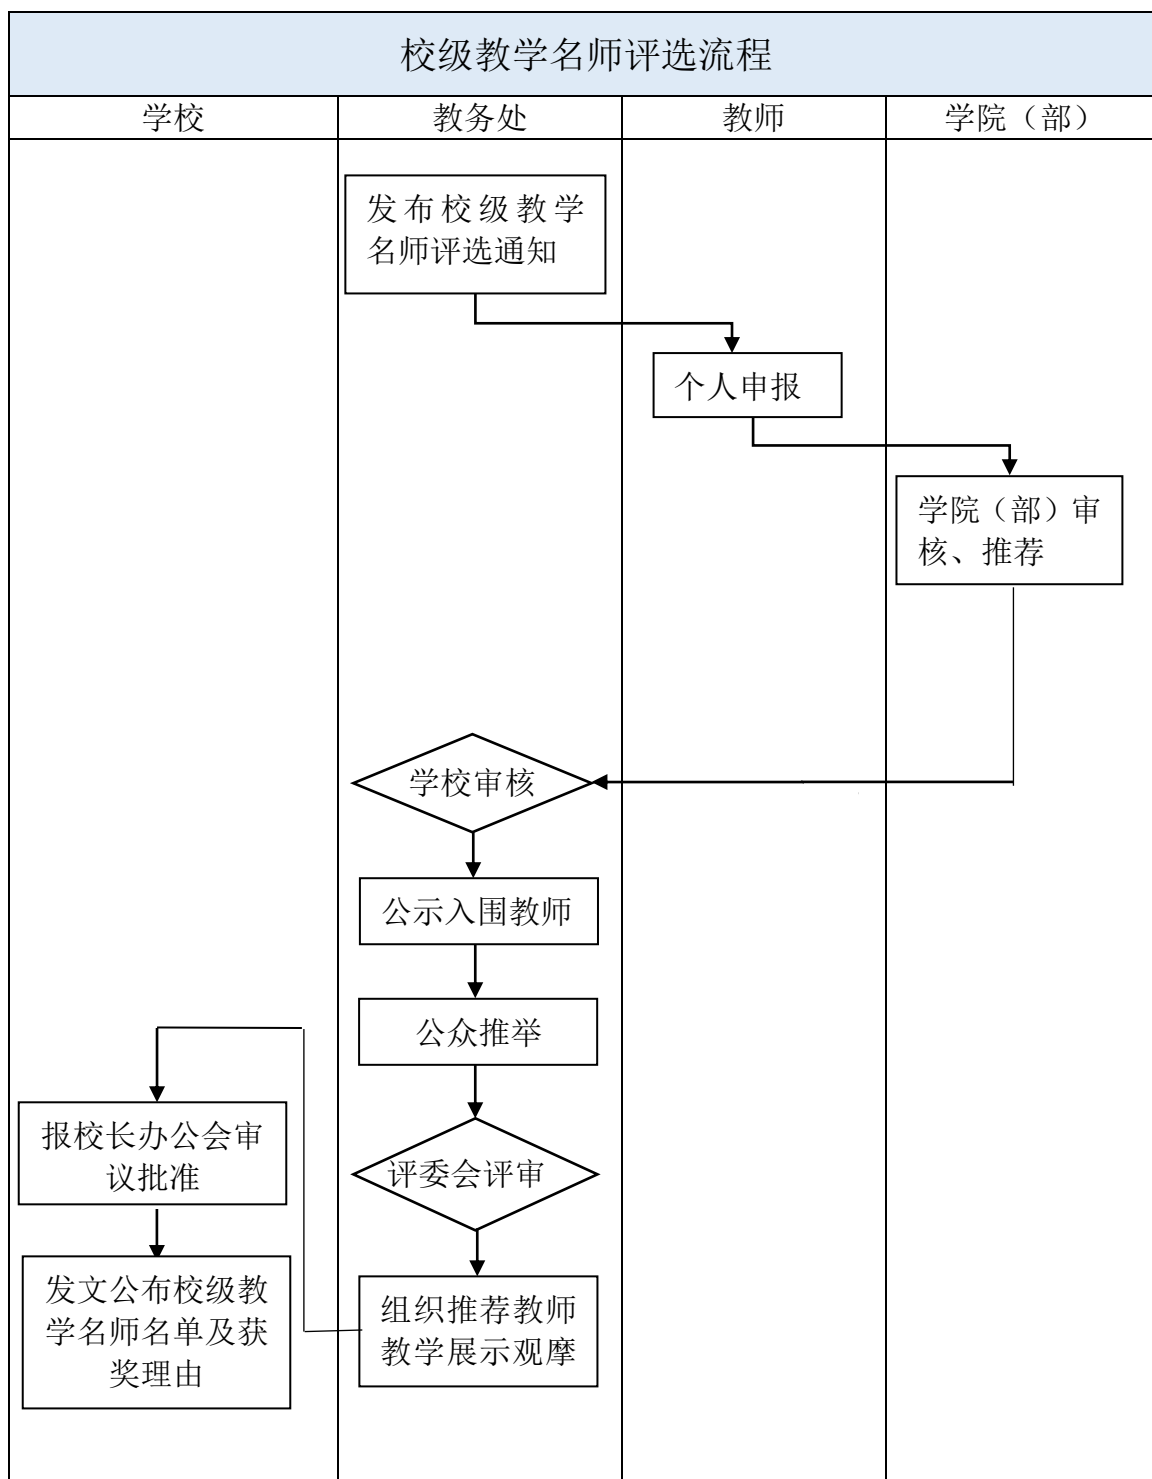 校级教学名师评选流程
学校
教务处
教师
学院（部）
发布校级教学
名师评选通知
个人申报
学院（部）审
核、推荐
学校审核
公示入围教师
公众推举
报校长办公会审
议批准
评委会评审
发文公布校级教
学名师名单及获
奖理由
组织推荐教师
教学展示观摩